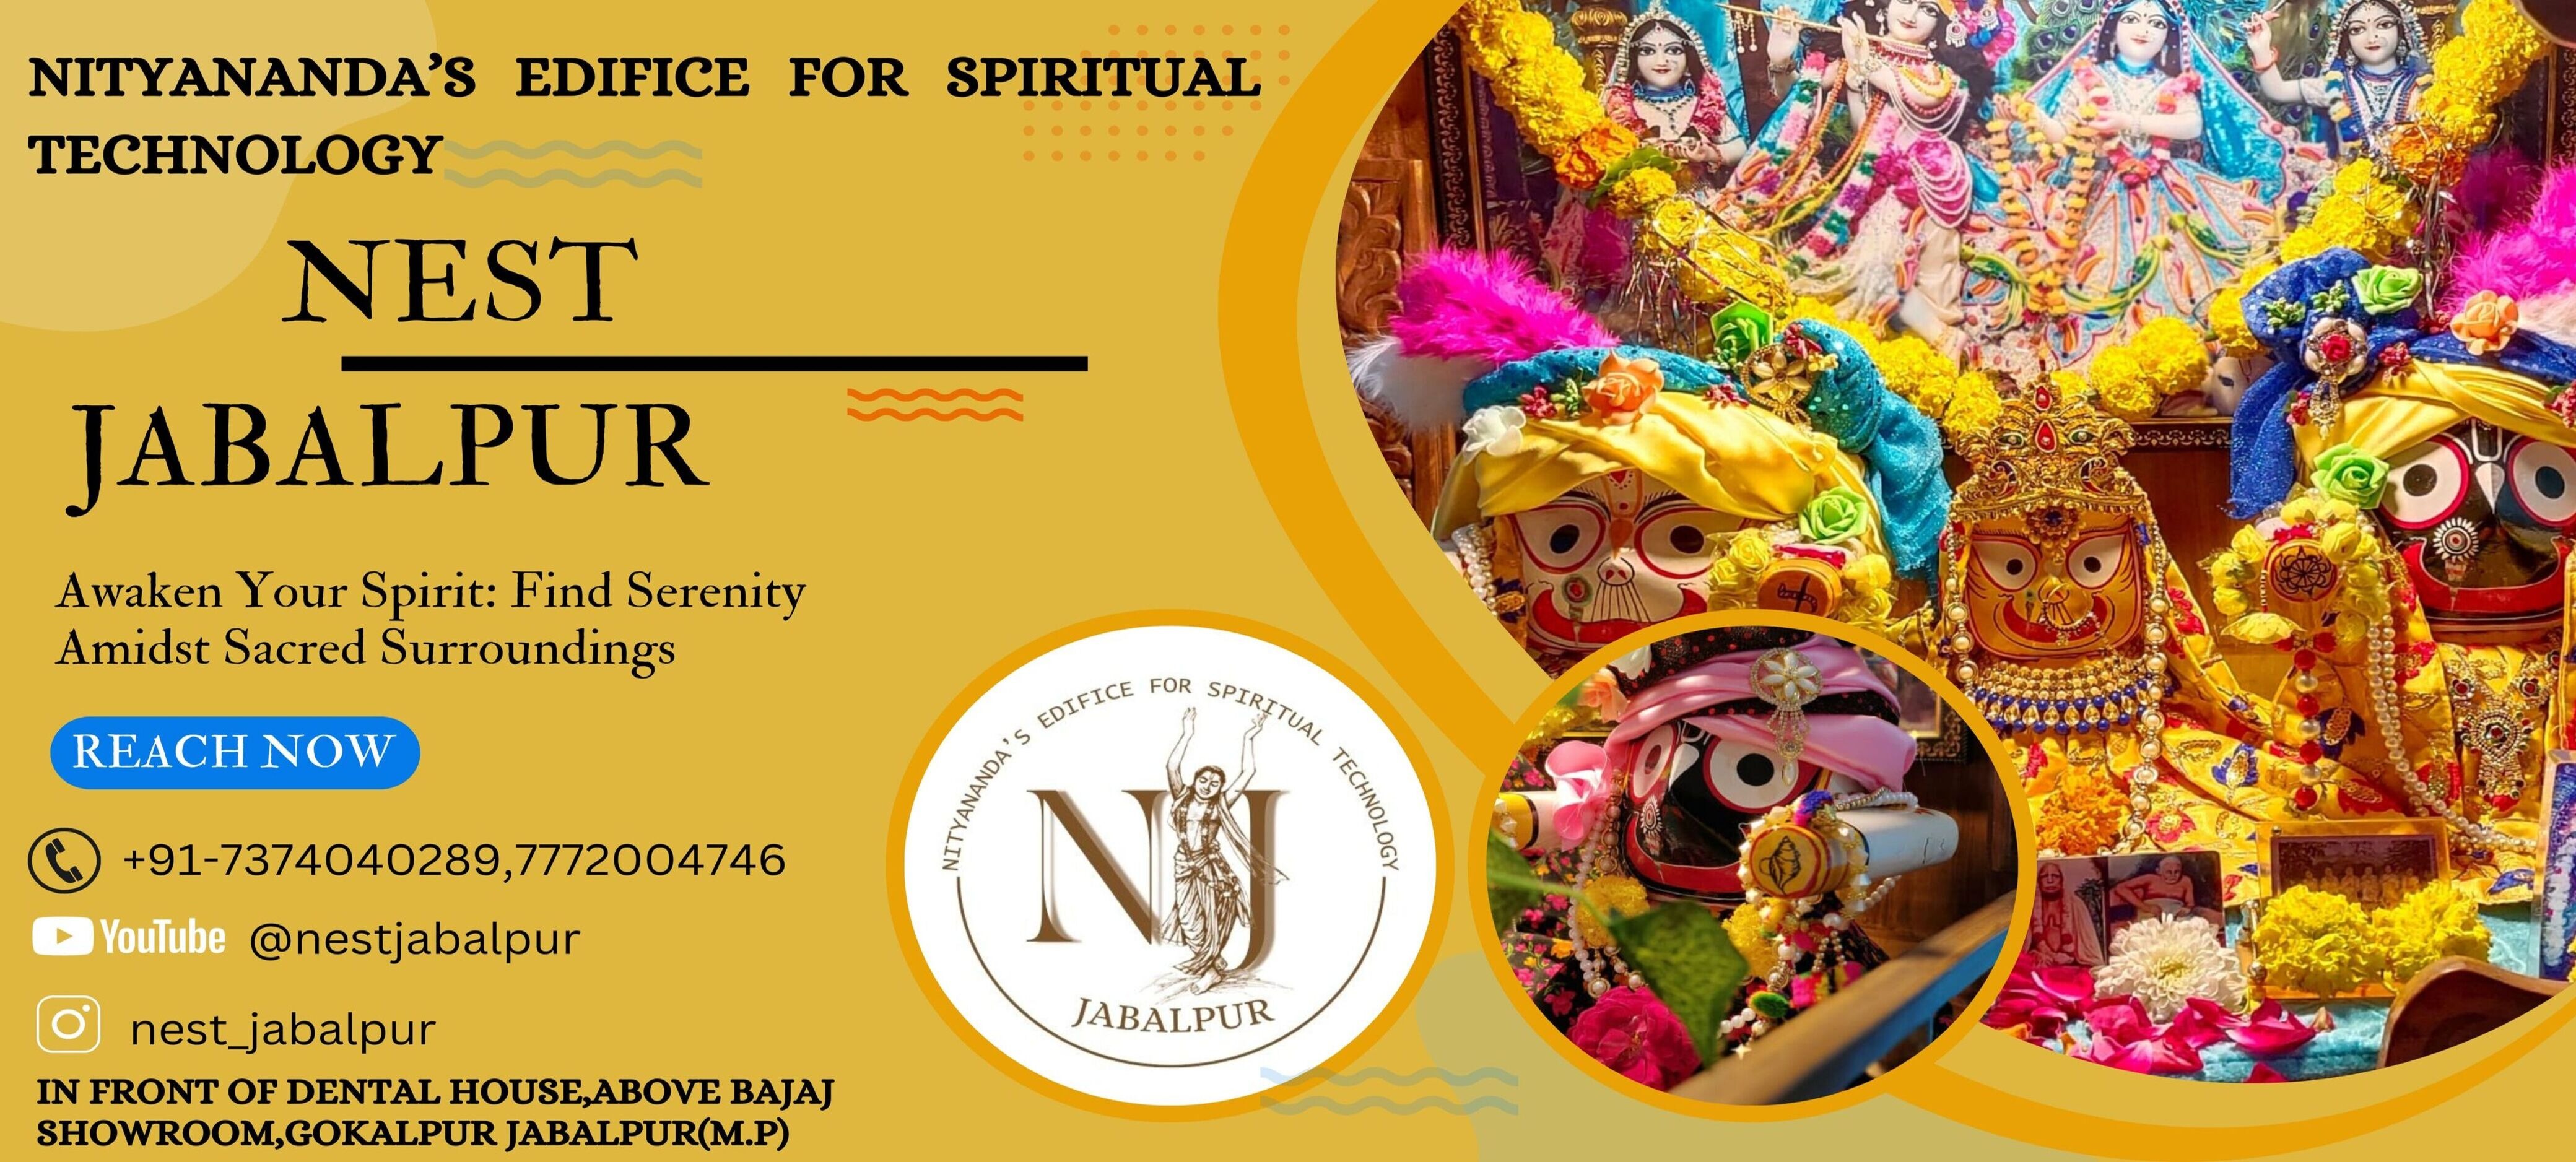 NITYANANDA'S EDIFICE FOR SPIRITUAL
TECHNOLOGY
NEST
JABALPUR
Awaken Your Spirit: Find Serenity
Amidst Sacred Surroundings
REACH NOW
+91-7374040289,7772004746
YouTube @nestjabalpur
nest_jabalpur
IN FRONT OF DENTAL HOUSE,ABOVE BAJAJ
SHOWROOM,GOKALPUR JABALPUR(M.P)
NITYANANDA'S EDIFICE FOR SPIRITUAL TECHNOLOGY
NJ
JABALPUR